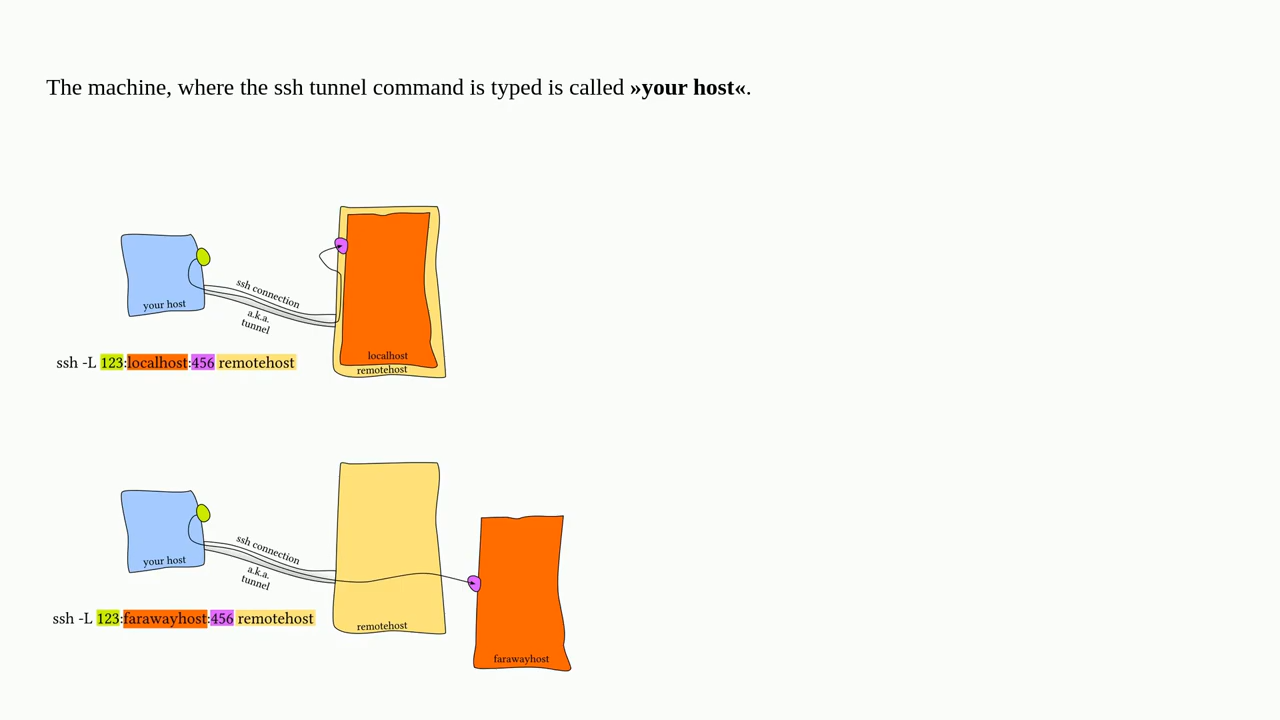 The machine, where the ssh tunnel command is typed is called »your host«.
your host
ssh connection
a.k.a.
tunnel
localhost
remotehost
ssh -L 123:localhost:456 remotehost
your host
ssh connection
a.k.a.
tunnel
remotehost
farawayhost
ssh -L 123:farawayhost:456 remotehost